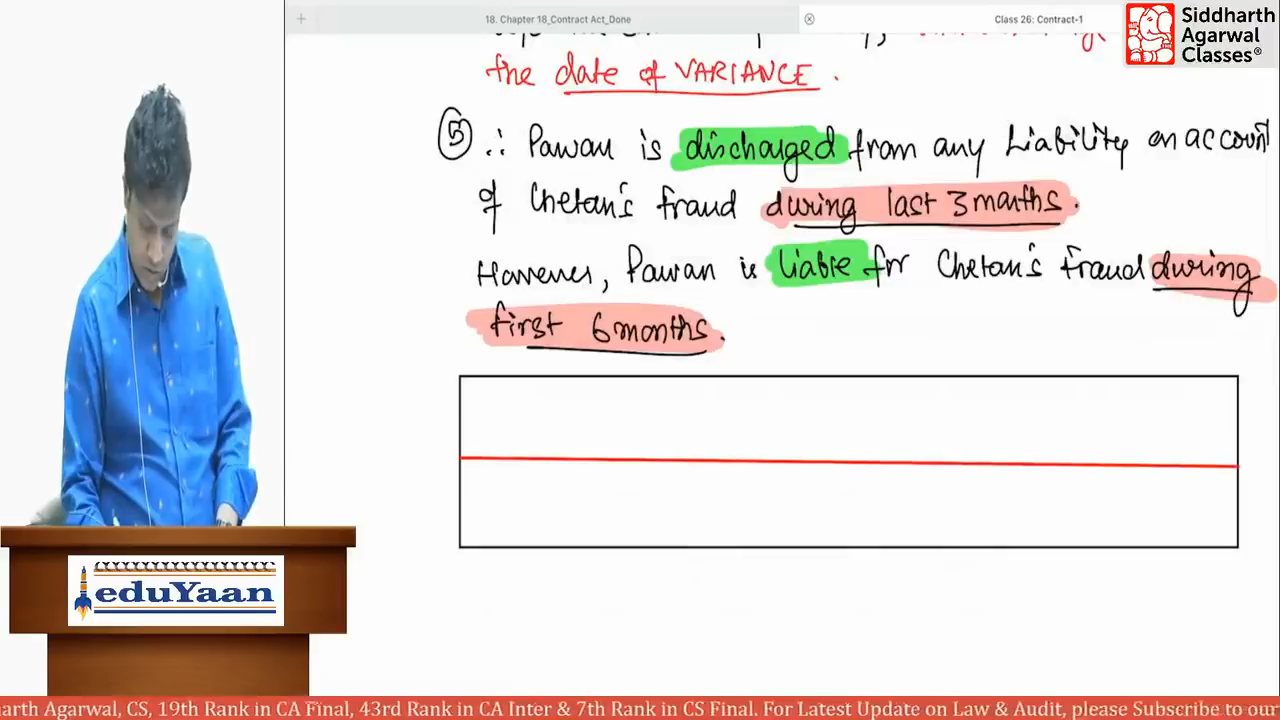 18. Chapter 18_Contract Act_Done
Class 26: Contract-1
Siddharth
Agarwal
Classes®
the date of VARIANCE.
5 ∴ Pawan is discharged from any Liability on account
of Chetan's fraud during last 3 months.
However, Pawan is liable for Chetan's Fraud during
first 6 months.
eduYaan
harth Agarwal, CS, 19th Rank in CA Final, 43rd Rank in CA Inter & 7th Rank in CS Final. For Latest Update on Law & Audit, please Subscribe to our